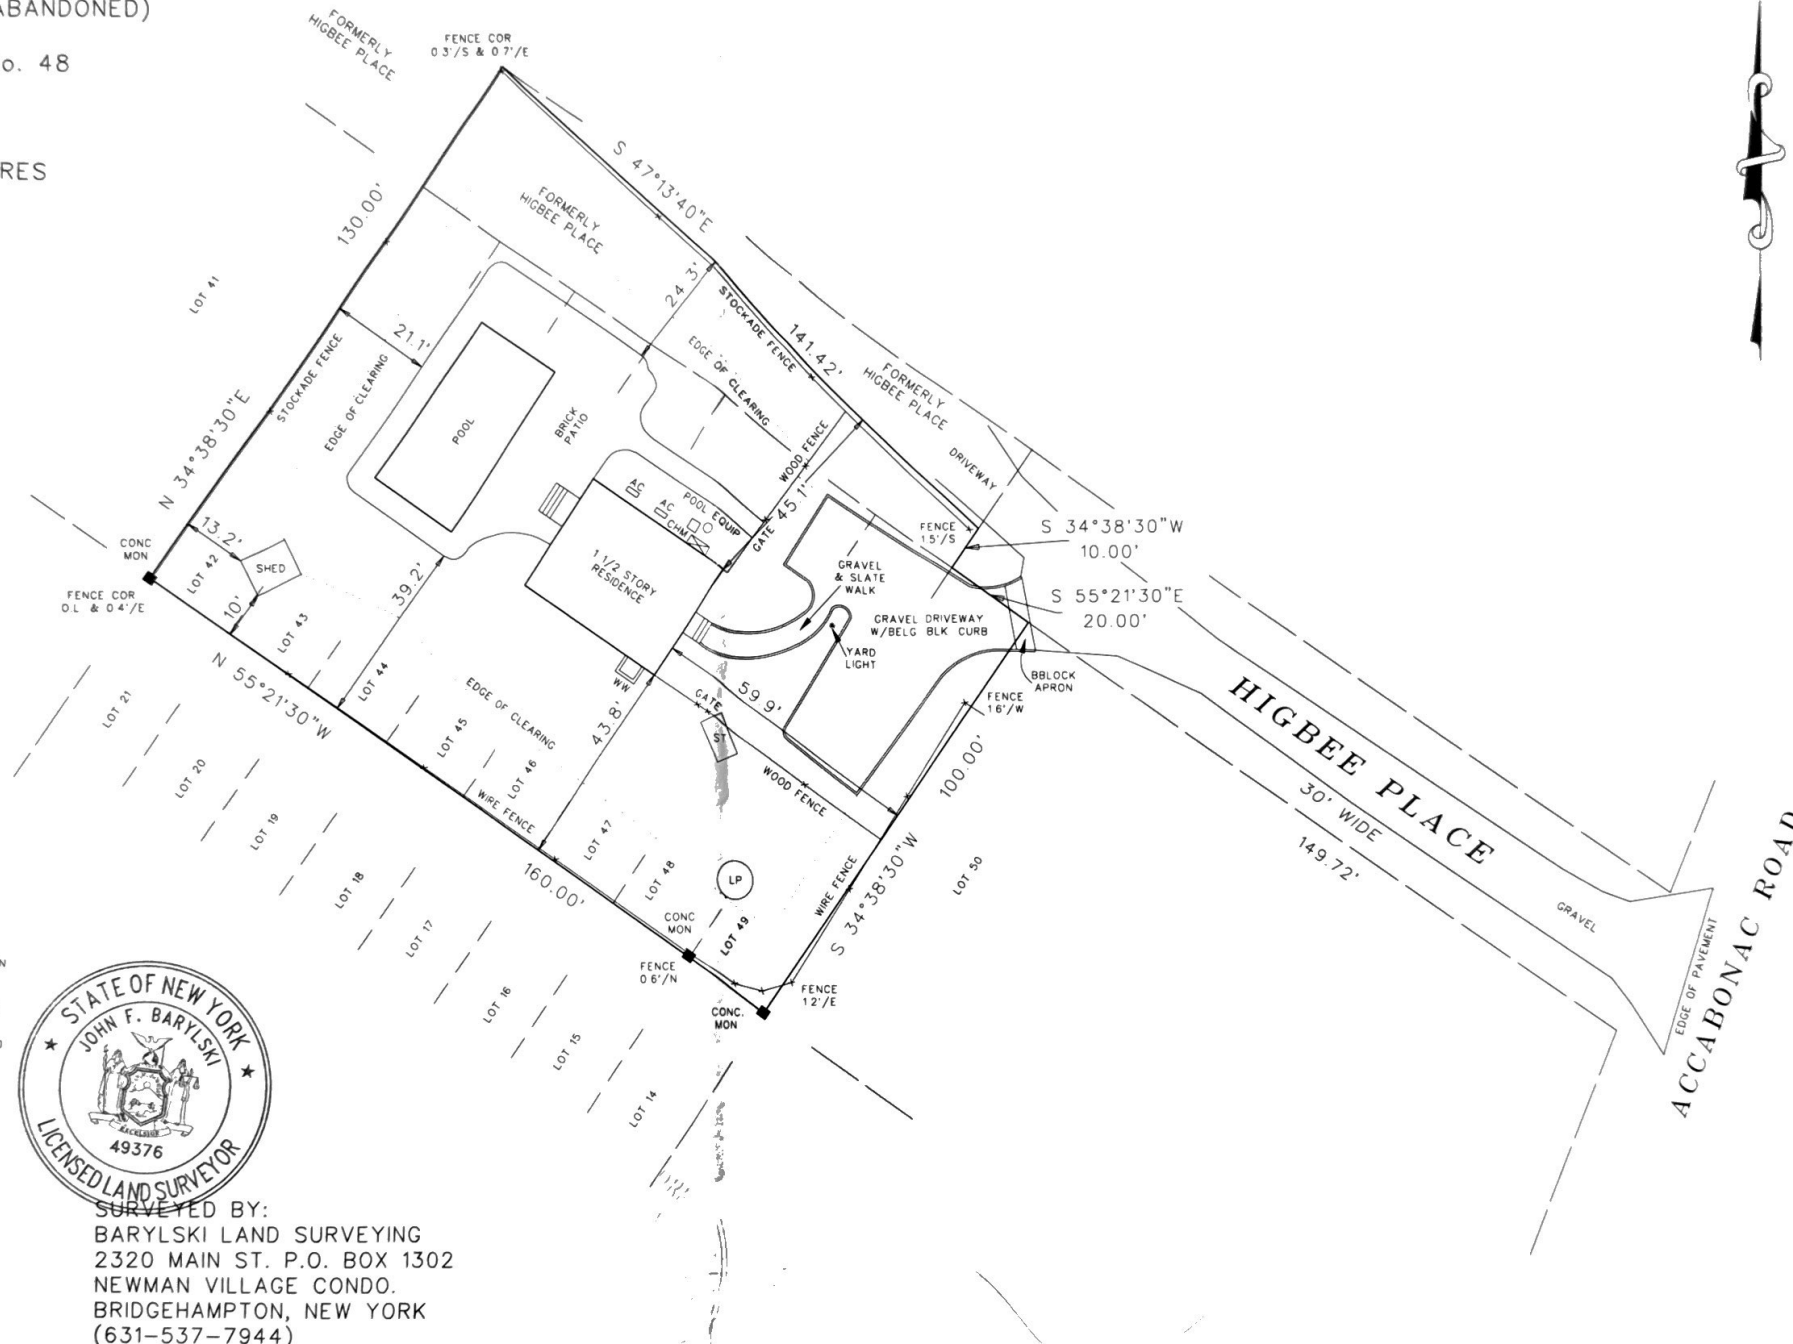 ABANDONED)
o. 48
RES
FORMERLY
HIGBEE PLACE
FENCE COR
0.3'/S & 0.7'/E
S 47°13'40"E
130.00'
FORMERLY
HIGBEE PLACE
LOT 41
24.3'
STOCKADE FENCE
141.42'
21.1'
EDGE OF CLEARING
FORMERLY
HIGBEE PLACE
STOCKADE FENCE
EDGE OF CLEARING
POOL
BRICK
PATIO
WOOD FENCE
DRIVEWAY
N 34°38'30"E
AC
AC
CHM
POOL EQUIP
GATE
45.1'
FENCE
1.5'/S
S 34°38'30"W
10.00'
13.2'
CONC
MON
LOT 42
SHED
FENCE COR
O.L & 0.4'/E
10'
39.2'
1 1/2 STORY
RESIDENCE
GRAVEL
& SLATE
WALK
S 55°21'30"E
20.00'
GRAVEL DRIVEWAY
W/BELG BLK CURB
LOT 43
YARD
LIGHT
BBLOCK
APRON
N 55°21'30"W
LOT 44
WW
GATE
59.9'
FENCE
1.6'/W
HIGBEE PLACE
30' WIDE
149.72'
EDGE OF CLEARING
43.8'
ST
LOT 21
LOT 45
LOT 46
WOOD FENCE
100.00'
LOT 20
WIRE FENCE
LOT 19
LOT 47
LOT 48
LP
WIRE FENCE
S 34°38'30"W
LOT 50
160.00'
LOT 18
CONC
MON
LOT 49
LOT 17
FENCE
0.6'/N
FENCE
1.2'/E
CONC.
MON
LOT 16
LOT 15
LOT 14
GRAVEL
EDGE OF PAVEMENT
ACCABONAC ROAD
STATE OF NEW YORK
JOHN F. BARYLSKI
EXCELSIOR
49376
LICENSED LAND SURVEYOR
SURVEYED BY:
BARYLSKI LAND SURVEYING
2320 MAIN ST. P.O. BOX 1302
NEWMAN VILLAGE CONDO.
BRIDGEHAMPTON, NEW YORK
(631-537-7944)